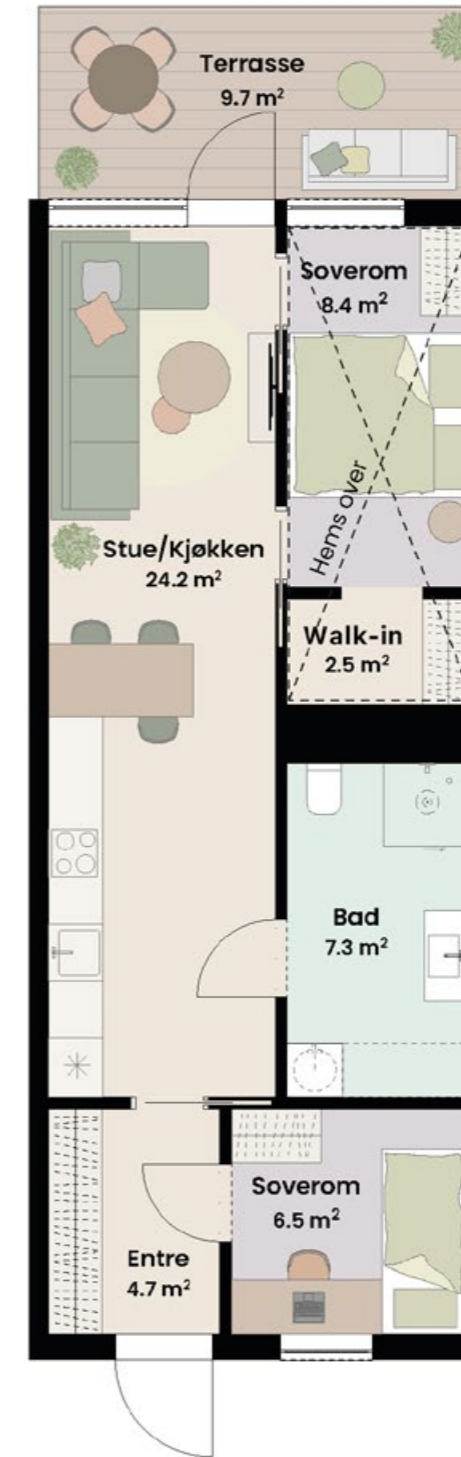 Terrasse
9.7 m²
Soverom
8.4 m²
Hems over
Stue/Kjøkken
24.2 m²
Walk-in
2.5 m²
Bad
7.3 m²
Soverom
6.5 m²
Entre
4.7 m²